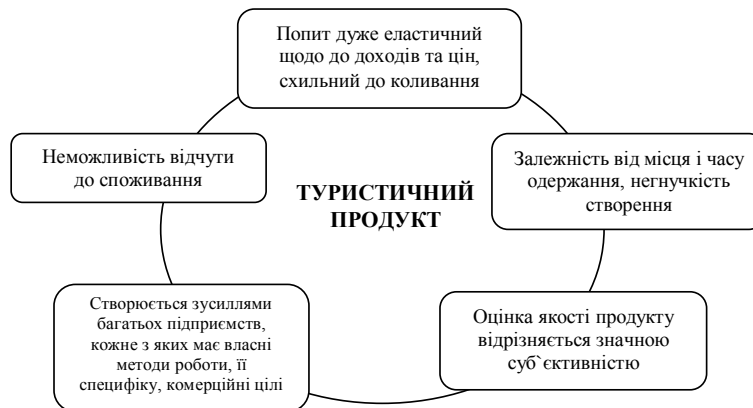 Попит дуже еластичний
щодо до доходів та цін,
схильний до коливання
Неможливість відчути
до споживання
Залежність від місця і часу
одержання, негнучкість
створення
ТУРИСТИЧНИЙ
ПРОДУКТ
Створюється зусиллями
багатьох підприємств,
кожне з яких має власні
методи роботи, її
специфіку, комерційні цілі
Оцінка якості продукту
відрізняється значною
суб`єктивністю